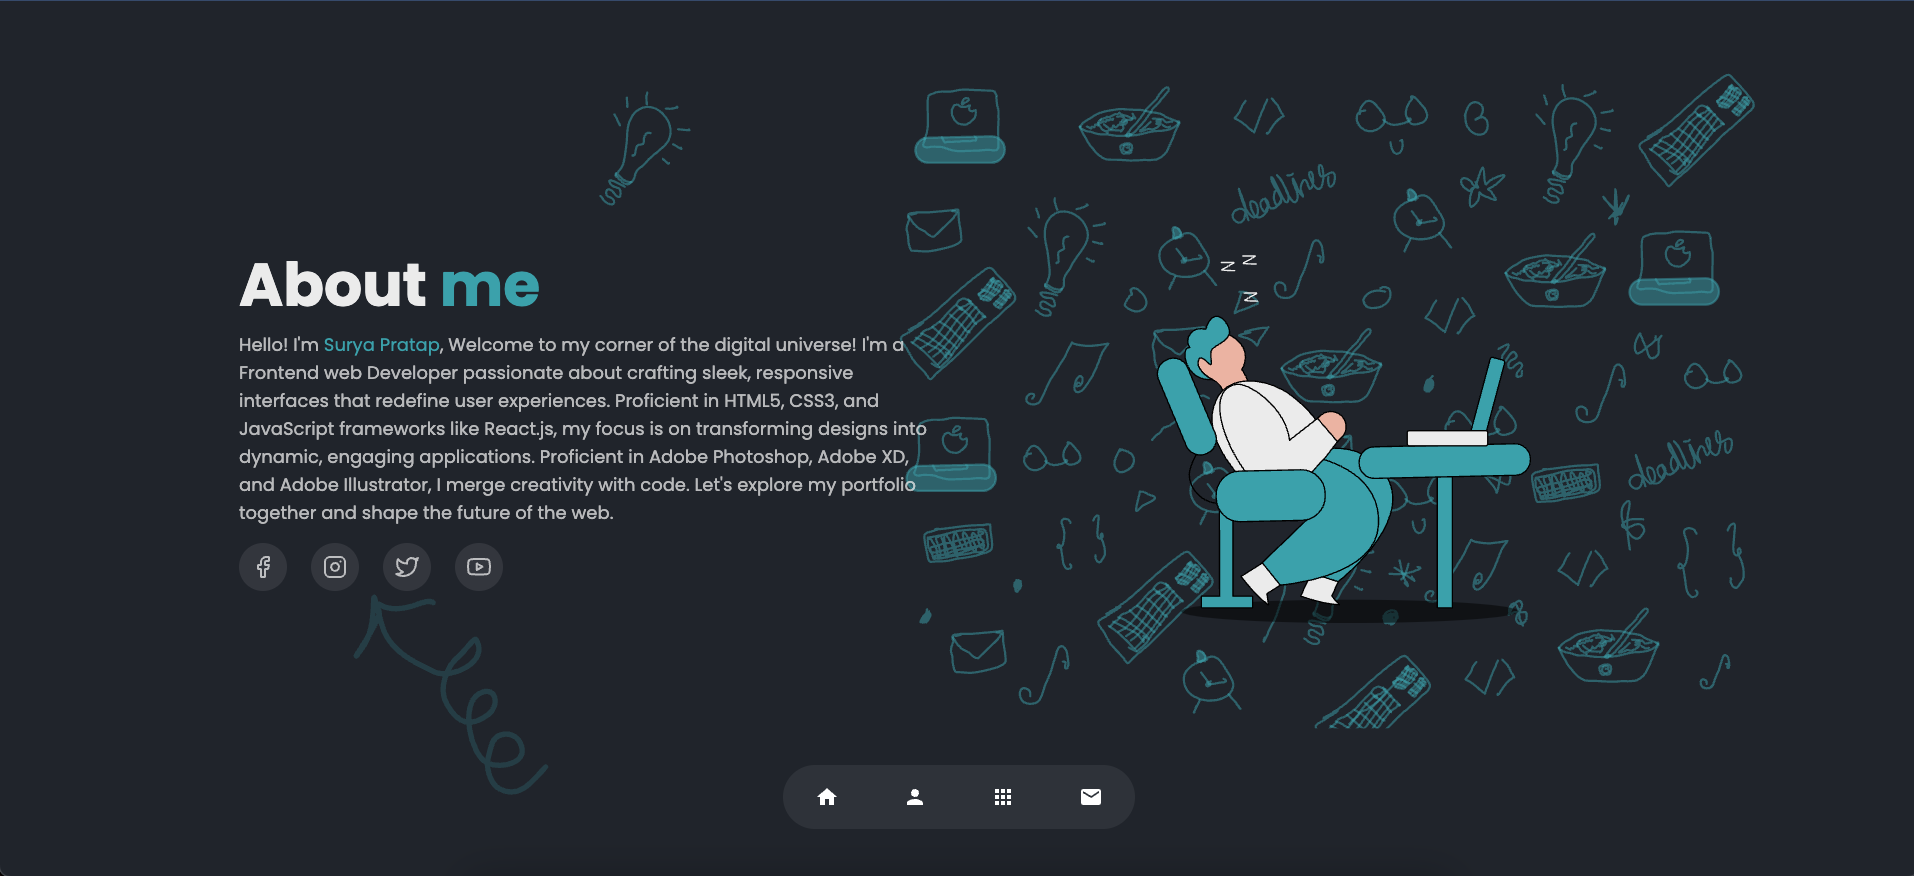 deadlines
z z
z
About me
Hello! I'm Surya Pratap, Welcome to my corner of the digital universe! I'm a
Frontend web Developer passionate about crafting sleek, responsive
interfaces that redefine user experiences. Proficient in HTML5, CSS3, and
JavaScript frameworks like React.js, my focus is on transforming designs into
dynamic, engaging applications. Proficient in Adobe Photoshop, Adobe XD,
and Adobe Illustrator, I merge creativity with code. Let's explore my portfolio
together and shape the future of the web.
deadlines